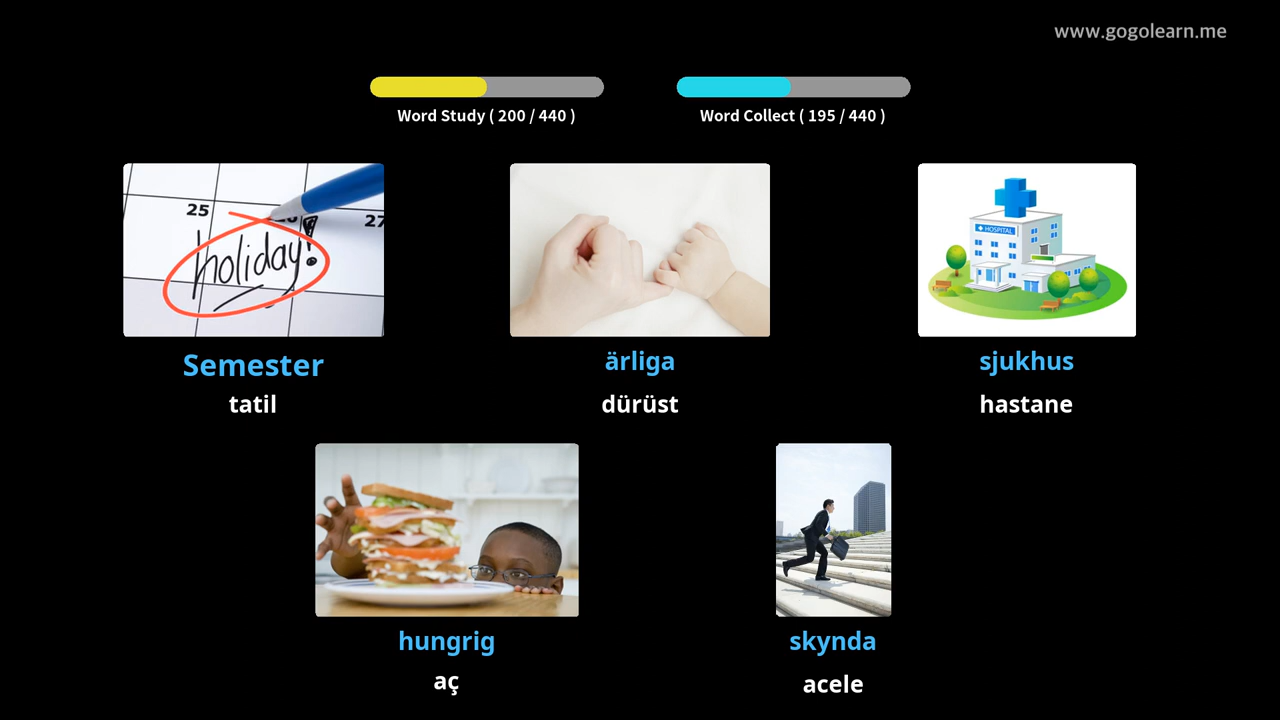 www.gogolearn.me
Word Study ( 200 / 440 )
Word Collect ( 195 / 440 )
25
27
holiday!
HOSPITAL
Semester
tatil
ärliga
dürüst
sjukhus
hastane
hungrig
aç
skynda
acele